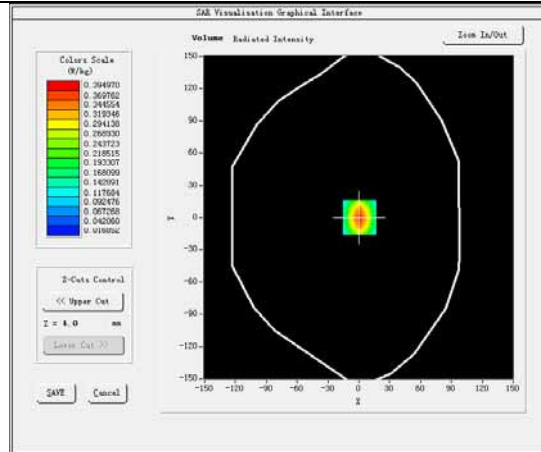 SAR Visualisation Graphical Interface
Volume Radiated Intensity
Zoom In/Out
Colors Scale
(W/kg)
0.394970
0.369762
0.344554
0.319346
0.294138
0.268930
0.243723
0.218515
0.193307
0.168099
0.142891
0.117684
0.092476
0.067268
0.042060
0.016852
Z-Cuts Control
<< Upper Cut
Z = 4.0 mm
Lower Cut >>
SAVE
Cancel
150
120
90
60
30
0
-30
-60
-90
-120
-150
Y
-150 -120 -90 -60 -30 0 30 60 90 120 150
X